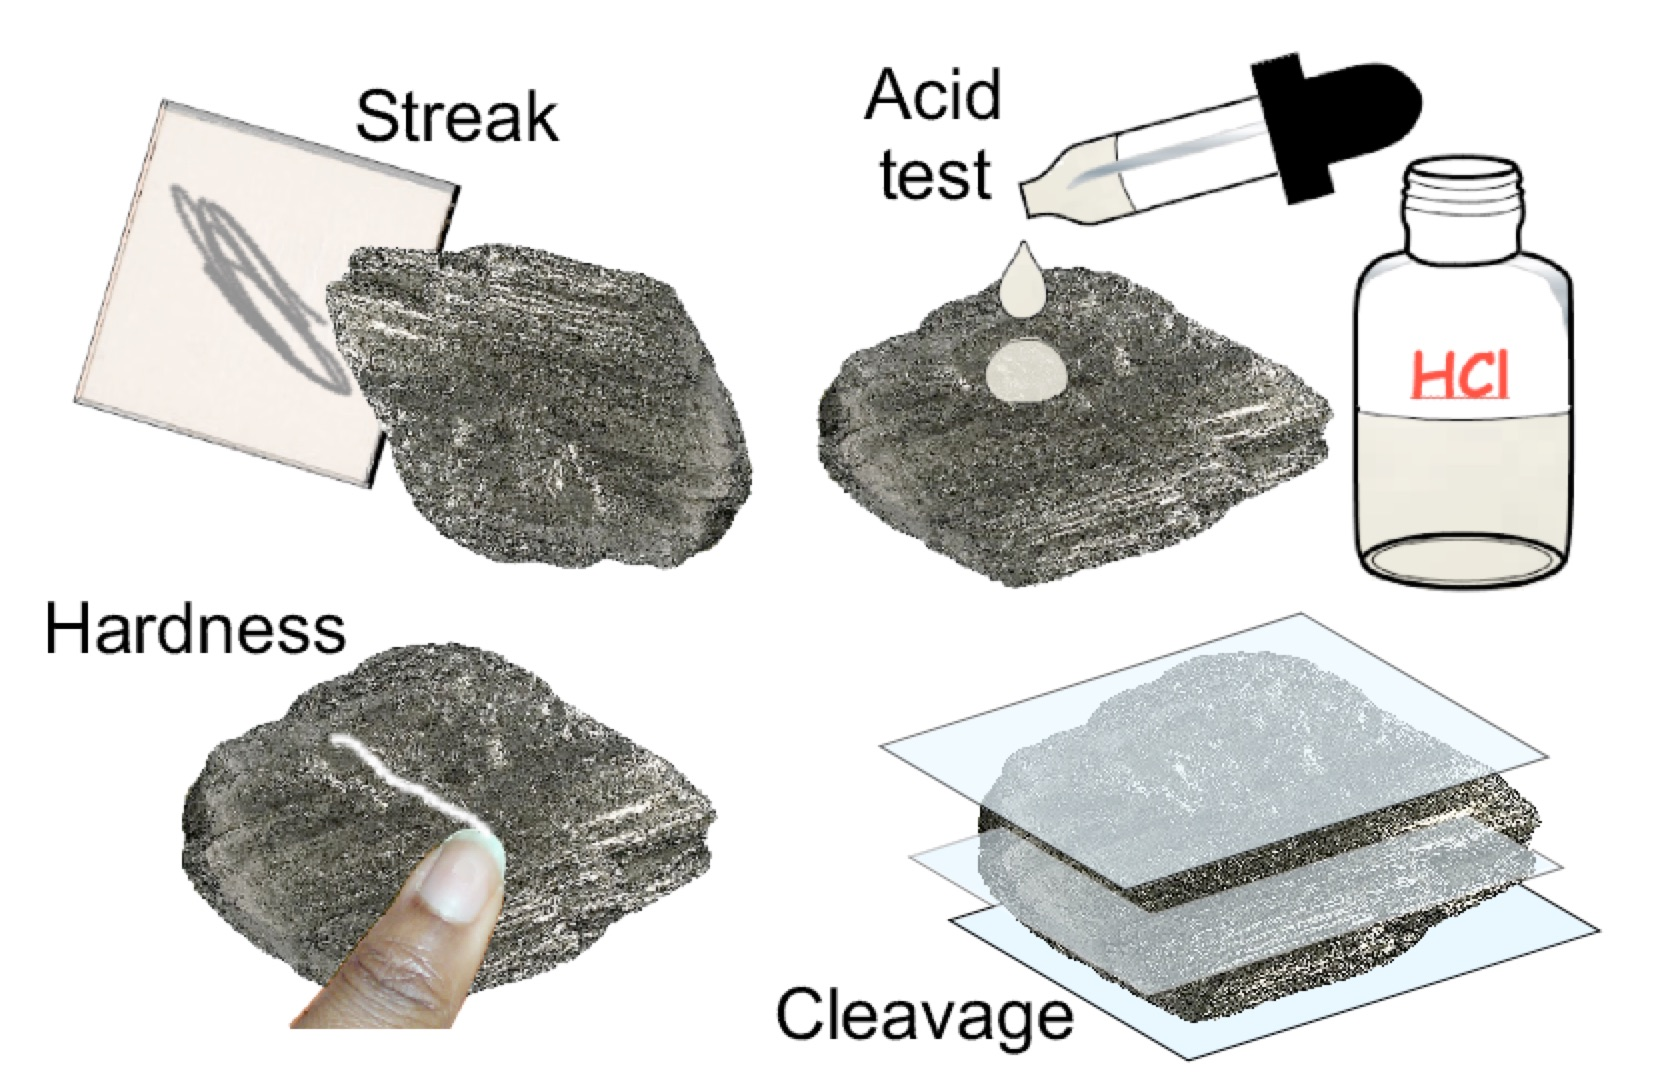 Streak
Acid
test
HCl
Hardness
Cleavage